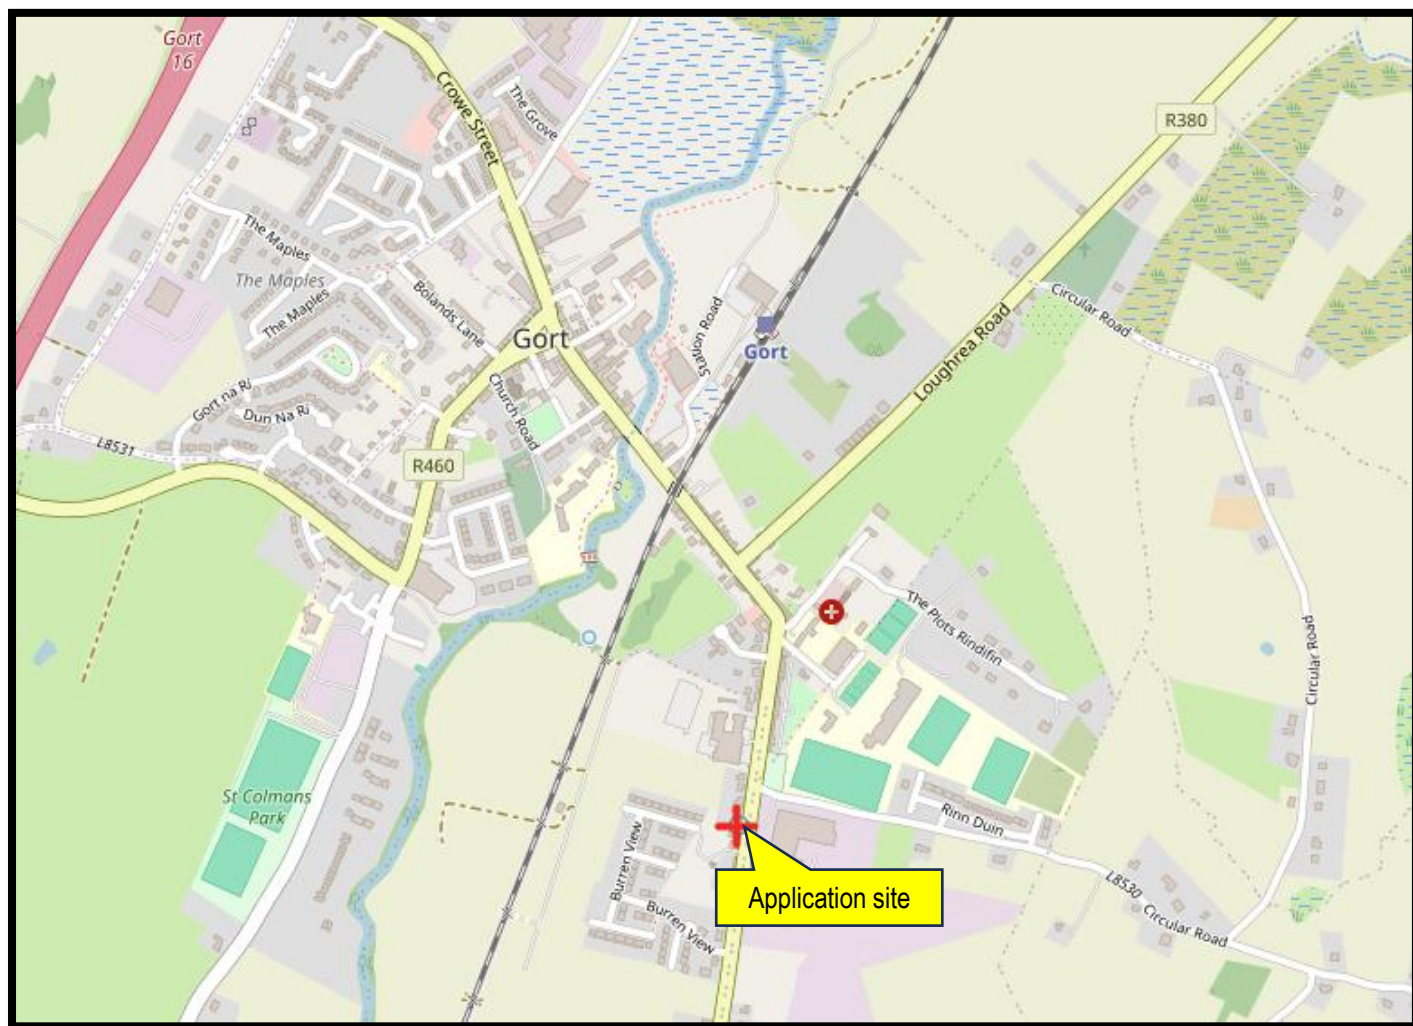 Gort
16
Crowe Street
The Grove
R380
The Maples
The Maples
The Maples
Bolands Lane
Gort
Station Road
Gort
Circular Road
Loughrea Road
Gort na Rí
Dun Na Ri
Church Road
L8531
R460
The Plots Rindifin
Circular Road
St Colmans
Park
Rinn Duin
Burren View
Application site
L8530
Circular Road
Burren View